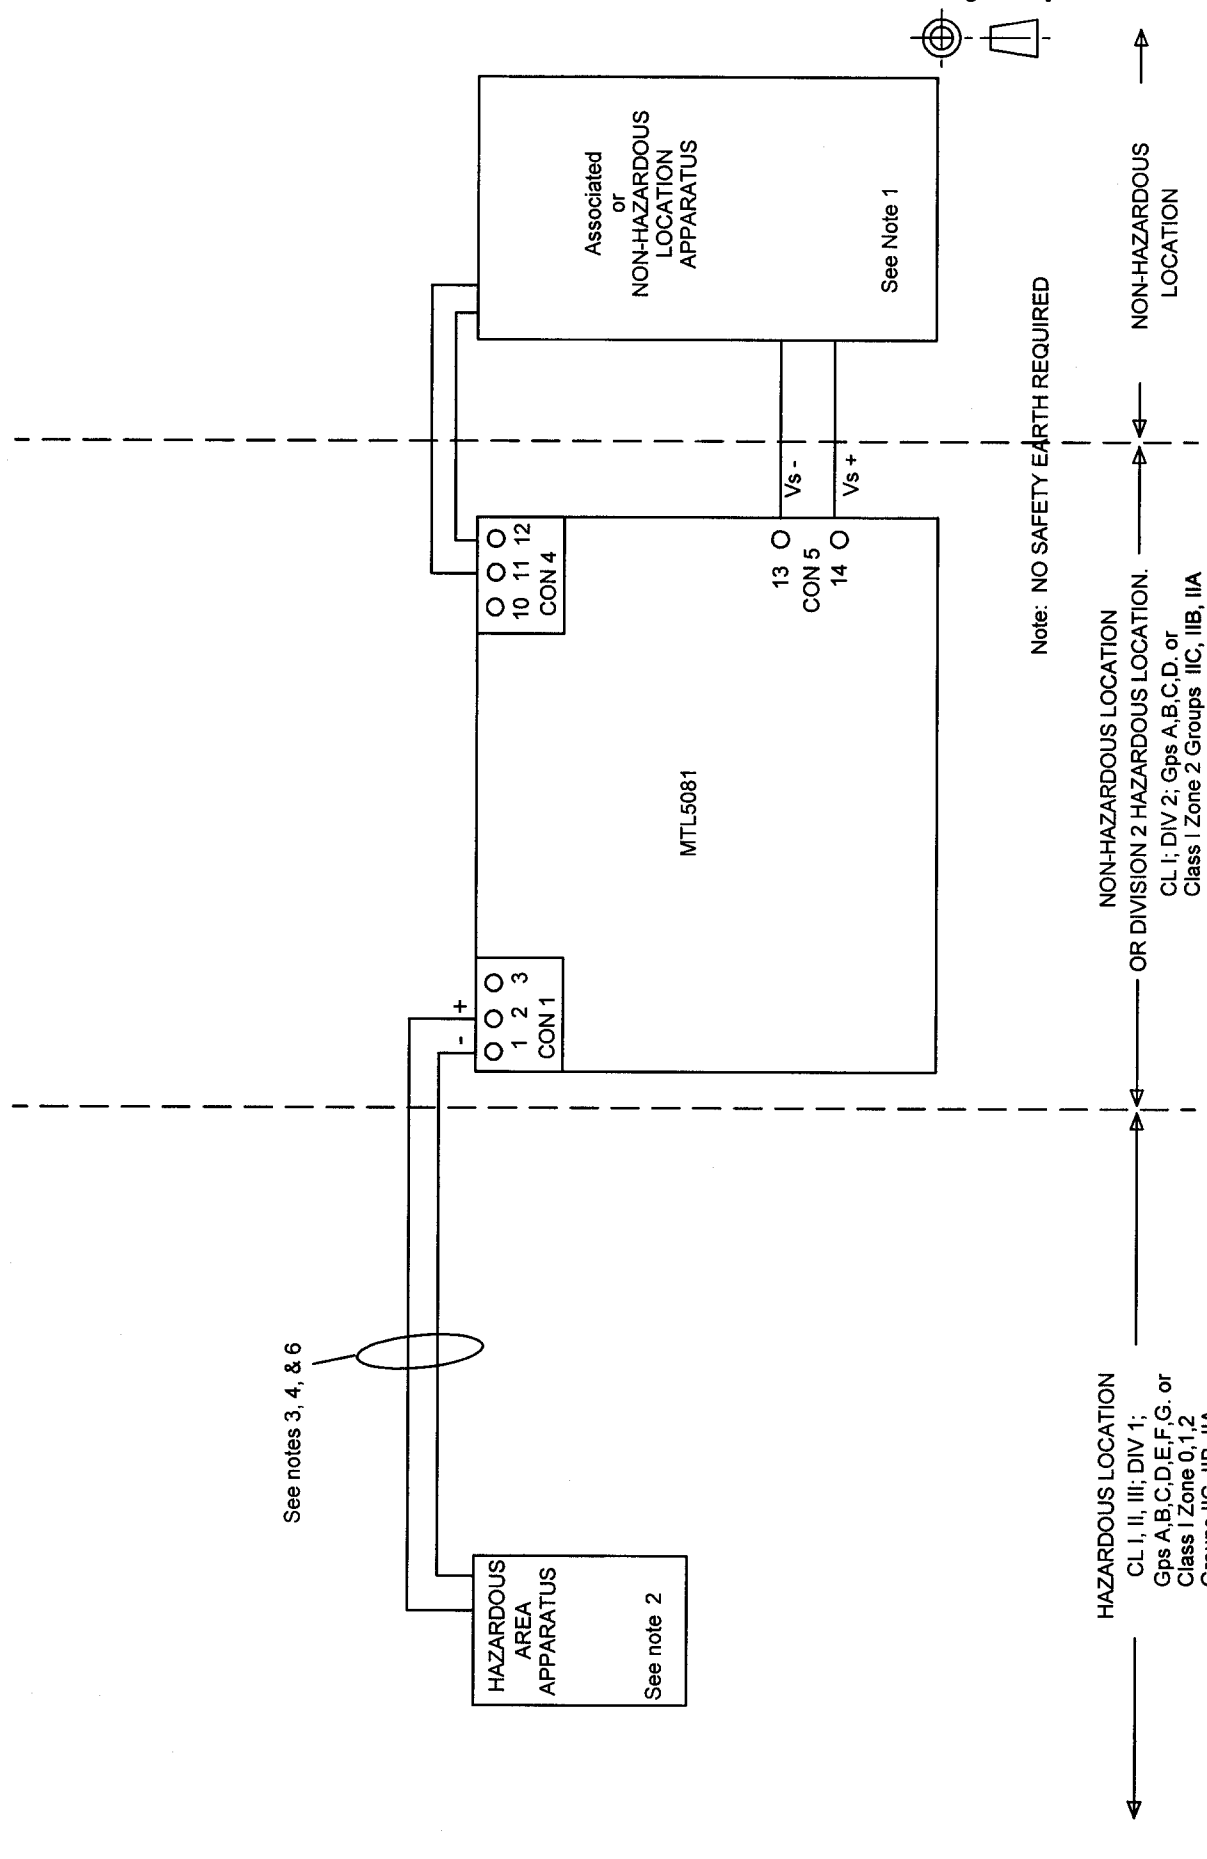 See notes 3, 4, & 6
HAZARDOUS
AREA
APPARATUS
See note 2
- +
1 2 3
CON 1
MTL5081
10 11 12
CON 4
13
CON 5
14
Vs -
Vs +
Associated
or
NON-HAZARDOUS
LOCATION
APPARATUS
See Note 1
Note: NO SAFETY EARTH REQUIRED
HAZARDOUS LOCATION
CL I, II, III; DIV 1;
Gps A,B,C,D,E,F,G. or
Class I Zone 0,1,2
Groups IIC, IIB, IIA
NON-HAZARDOUS LOCATION
OR DIVISION 2 HAZARDOUS LOCATION.
CL I; DIV 2; Gps A,B,C,D. or
Class I Zone 2 Groups IIC, IIB, IIA
NON-HAZARDOUS
LOCATION